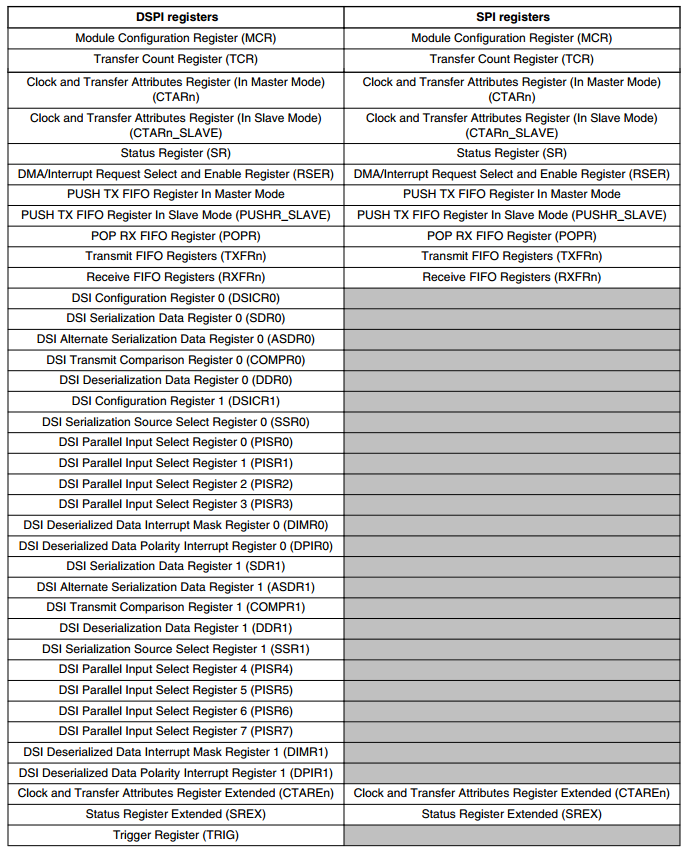 DSPI registers SPI registers
Module Configuration Register (MCR) Module Configuration Register (MCR)
Transfer Count Register (TCR) Transfer Count Register (TCR)
Clock and Transfer Attributes Register (In Master Mode) Clock and Transfer Attributes Register (In Master Mode)
(CTARn) (CTARn)
Clock and Transfer Attributes Register (In Slave Mode) Clock and Transfer Attributes Register (In Slave Mode)
(CTARn_SLAVE) (CTARn_SLAVE)
Status Register (SR) Status Register (SR)
DMA/Interrupt Request Select and Enable Register (RSER) DMA/Interrupt Request Select and Enable Register (RSER)
PUSH TX FIFO Register In Master Mode PUSH TX FIFO Register In Master Mode
PUSH TX FIFO Register In Slave Mode (PUSHR_SLAVE) PUSH TX FIFO Register In Slave Mode (PUSHR_SLAVE)
POP RX FIFO Register (POPR) POP RX FIFO Register (POPR)
Transmit FIFO Registers (TXFRn) Transmit FIFO Registers (TXFRn)
Receive FIFO Registers (RXFRn) Receive FIFO Registers (RXFRn)
DSI Configuration Register 0 (DSICR0)
DSI Serialization Data Register 0 (SDR0)
DSI Alternate Serialization Data Register 0 (ASDR0)
DSI Transmit Comparison Register 0 (COMPR0)
DSI Deserialization Data Register 0 (DDR0)
DSI Configuration Register 1 (DSICR1)
DSI Serialization Source Select Register 0 (SSR0)
DSI Parallel Input Select Register 0 (PISR0)
DSI Parallel Input Select Register 1 (PISR1)
DSI Parallel Input Select Register 2 (PISR2)
DSI Parallel Input Select Register 3 (PISR3)
DSI Deserialized Data Interrupt Mask Register 0 (DIMR0)
DSI Deserialized Data Polarity Interrupt Register 0 (DPIR0)
DSI Serialization Data Register 1 (SDR1)
DSI Alternate Serialization Data Register 1 (ASDR1)
DSI Transmit Comparison Register 1 (COMPR1)
DSI Deserialization Data Register 1 (DDR1)
DSI Serialization Source Select Register 1 (SSR1)
DSI Parallel Input Select Register 4 (PISR4)
DSI Parallel Input Select Register 5 (PISR5)
DSI Parallel Input Select Register 6 (PISR6)
DSI Parallel Input Select Register 7 (PISR7)
DSI Deserialized Data Interrupt Mask Register 1 (DIMR1)
DSI Deserialized Data Polarity Interrupt Register 1 (DPIR1)
Clock and Transfer Attributes Register Extended (CTAREn) Clock and Transfer Attributes Register Extended (CTAREn)
Status Register Extended (SREX) Status Register Extended (SREX)
Trigger Register (TRIG)